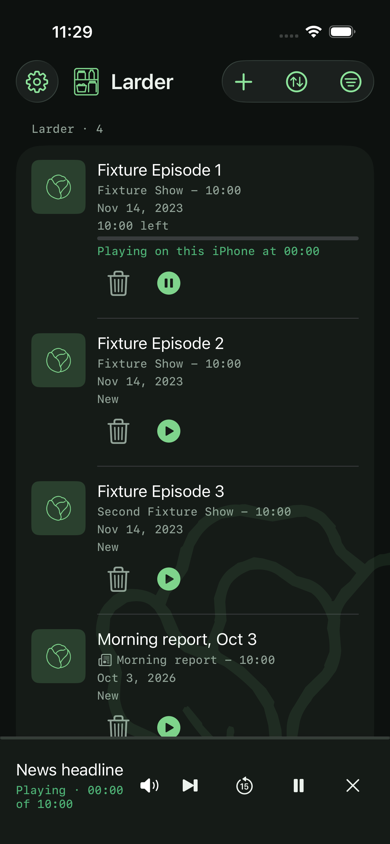 11:29
Larder
Larder · 4
Fixture Episode 1
Fixture Show — 10:00
Nov 14, 2023
10:00 left
Playing on this iPhone at 00:00
Fixture Episode 2
Fixture Show — 10:00
Nov 14, 2023
New
Fixture Episode 3
Second Fixture Show — 10:00
Nov 14, 2023
New
Morning report, Oct 3
Morning report — 10:00
Oct 3, 2026
New
News headline
Playing · 00:00
of 10:00
15